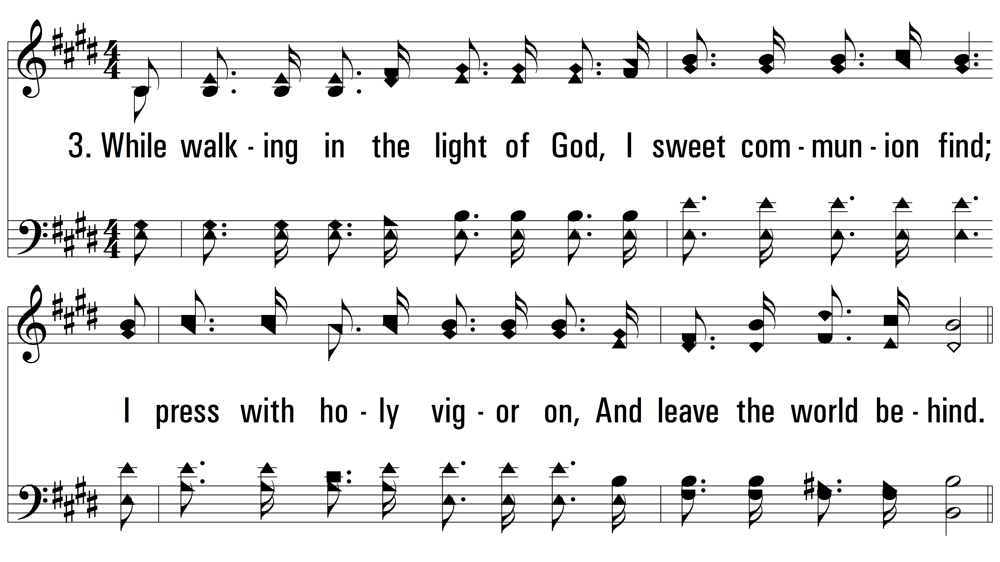 3. While walk - ing in the light of God, I sweet com - mun - ion find;
I press with ho - ly vig - or on, And leave the world be - hind.